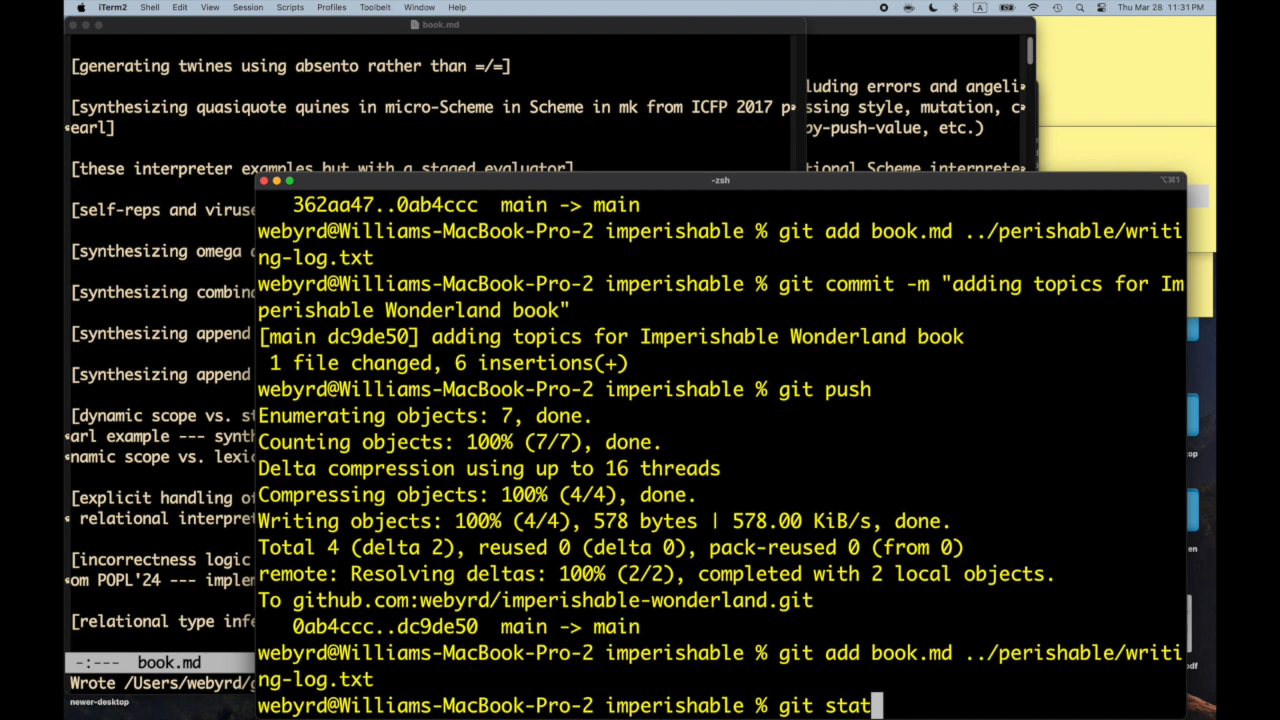 iTerm2 Shell Edit View Session Scripts Profiles Toolbelt Window Help
A
Thu Mar 28 11:31 PM
book.md
[generating twines using absento rather than =/=]
[synthesizing quasiquote quines in micro-Scheme in Scheme in mk from ICFP 2017 p
earl]
[these interpreter examples but with a staged evaluator]
[self-reps and viruse
[synthesizing omega
[synthesizing combin
[synthesizing append
[synthesizing append
[dynamic scope vs. st
arl example --- synth
namic scope vs. lexic
[explicit handling of
relational interpret
[incorrectness logic
om POPL'24 --- implem
[relational type infe
-:--- book.md
Wrote /Users/webyrd/g
newer-desktop
luding errors and angeli
ssing style, mutation, c
by-push-value, etc.)
tional Scheme interprete
-zsh
⌥⌘1
362aa47..0ab4ccc main -> main
webyrd@Williams-MacBook-Pro-2 imperishable % git add book.md ../perishable/writi
ng-log.txt
webyrd@Williams-MacBook-Pro-2 imperishable % git commit -m "adding topics for Im
perishable Wonderland book"
[main dc9de50] adding topics for Imperishable Wonderland book
1 file changed, 6 insertions(+)
webyrd@Williams-MacBook-Pro-2 imperishable % git push
Enumerating objects: 7, done.
Counting objects: 100% (7/7), done.
Delta compression using up to 16 threads
Compressing objects: 100% (4/4), done.
Writing objects: 100% (4/4), 578 bytes | 578.00 KiB/s, done.
Total 4 (delta 2), reused 0 (delta 0), pack-reused 0 (from 0)
remote: Resolving deltas: 100% (2/2), completed with 2 local objects.
To github.com:webyrd/imperishable-wonderland.git
0ab4ccc..dc9de50 main -> main
webyrd@Williams-MacBook-Pro-2 imperishable % git add book.md ../perishable/writi
ng-log.txt
webyrd@Williams-MacBook-Pro-2 imperishable % git stat
op
en
pdf